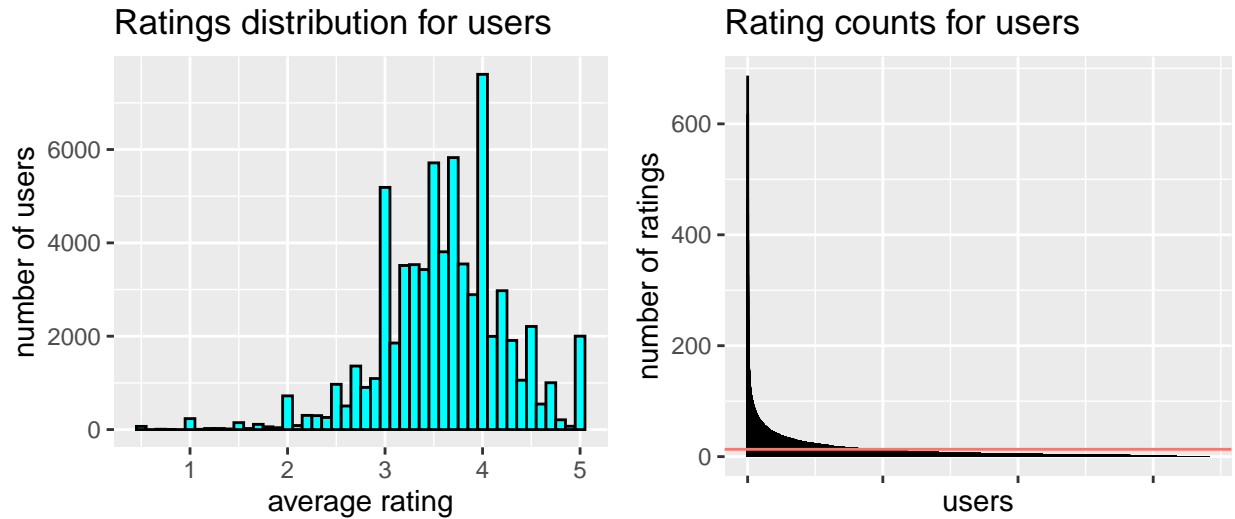 Ratings distribution for users
number of users
6000
4000
2000
0
1 2 3 4 5
average rating
Rating counts for users
number of ratings
600
400
200
0
users